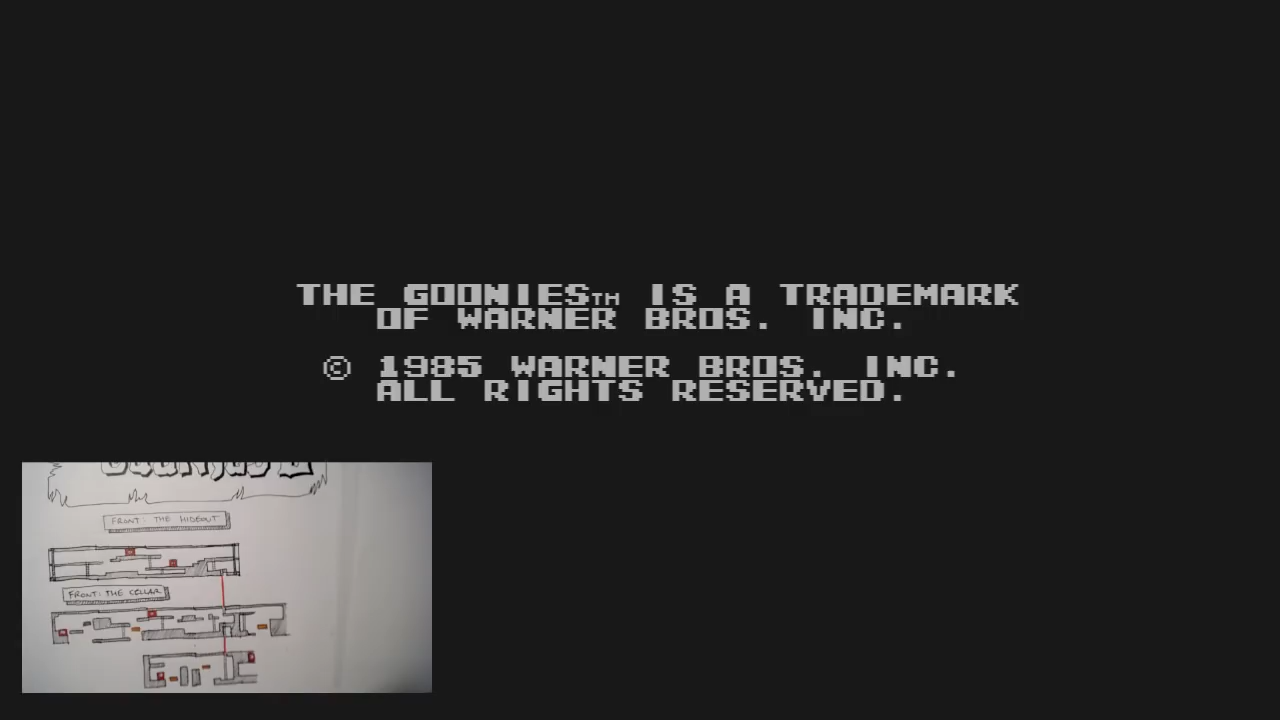 THE GOONIES™ IS A TRADEMARK
OF WARNER BROS. INC.
© 1985 WARNER BROS. INC.
ALL RIGHTS RESERVED.
FRONT: THE HIDEOUT
FRONT: THE CELLAR